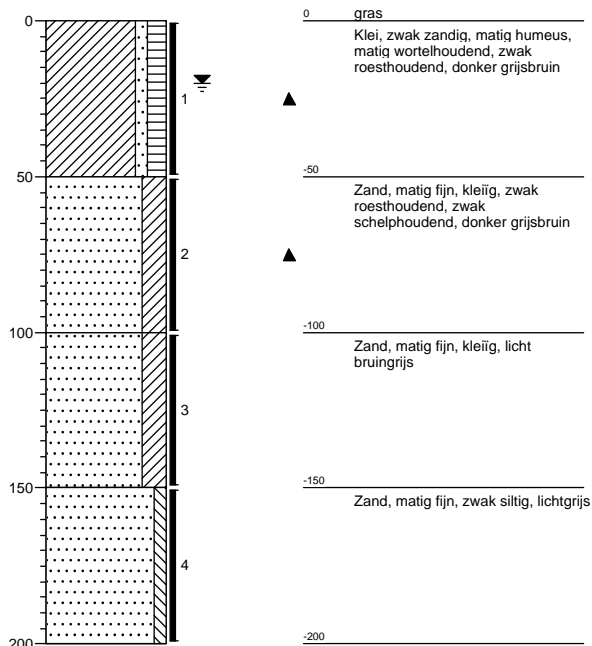 0
50
100
150
200
1
2
3
4
0
gras
Klei, zwak zandig, matig humeus,
matig wortelhoudend, zwak
roesthoudend, donker grijsbruin
-50
Zand, matig fijn, kleiïg, zwak
roesthoudend, zwak
schelphoudend, donker grijsbruin
-100
Zand, matig fijn, kleiïg, licht
bruingrijs
-150
Zand, matig fijn, zwak siltig, lichtgrijs
-200